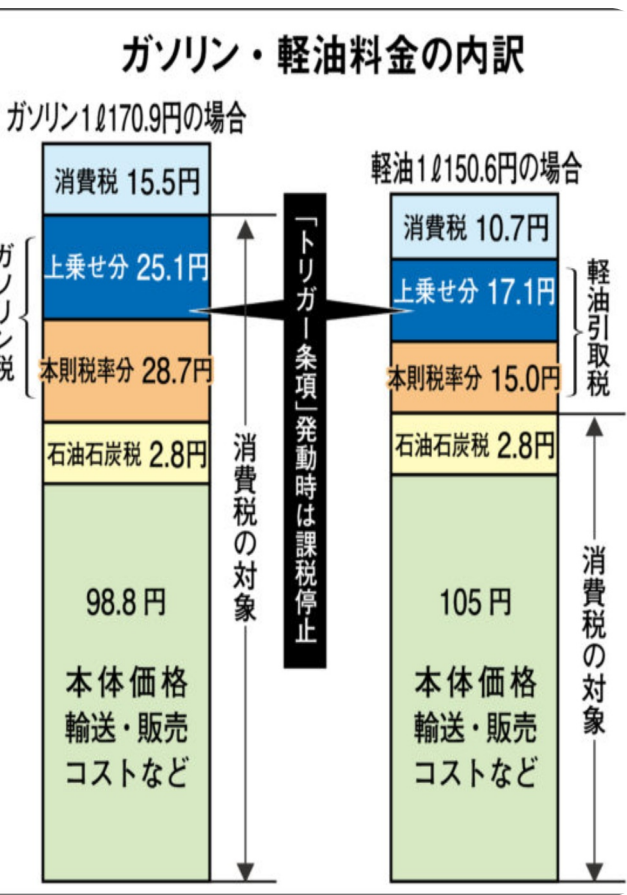 ガソリン・軽油料金の内訳
ガソリン1ℓ170.9円の場合
消費税 15.5円
上乗せ分 25.1円
本則税率分 28.7円
石油石炭税 2.8円
98.8円
本体価格
輸送・販売
コストなど
ガソリン税
消費税の対象
「トリガー条項」発動時は課税停止
軽油1ℓ150.6円の場合
消費税 10.7円
上乗せ分 17.1円
本則税率分 15.0円
石油石炭税 2.8円
105円
本体価格
輸送・販売
コストなど
軽油引取税
消費税の対象